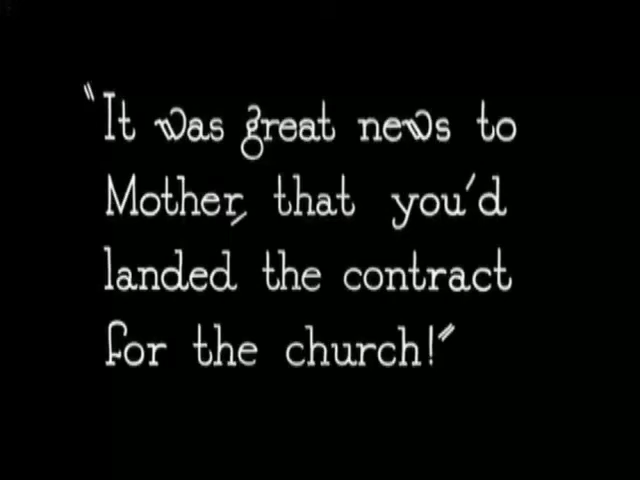 "It was great news to
Mother, that you'd
landed the contract
for the church!"